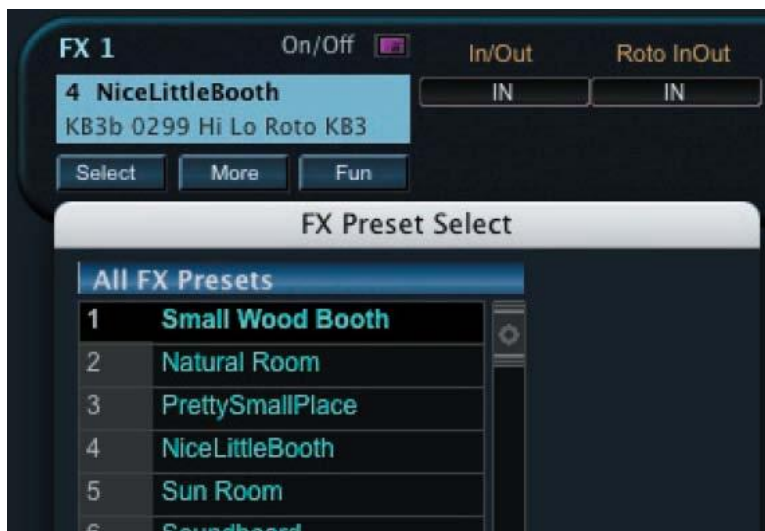 FX 1 On/Off In/Out Roto InOut
4 NiceLittleBooth IN IN
KB3b 0299 Hi Lo Roto KB3
Select More Fun
FX Preset Select
All FX Presets
1 Small Wood Booth
2 Natural Room
3 PrettySmallPlace
4 NiceLittleBooth
5 Sun Room
6 Soundboard